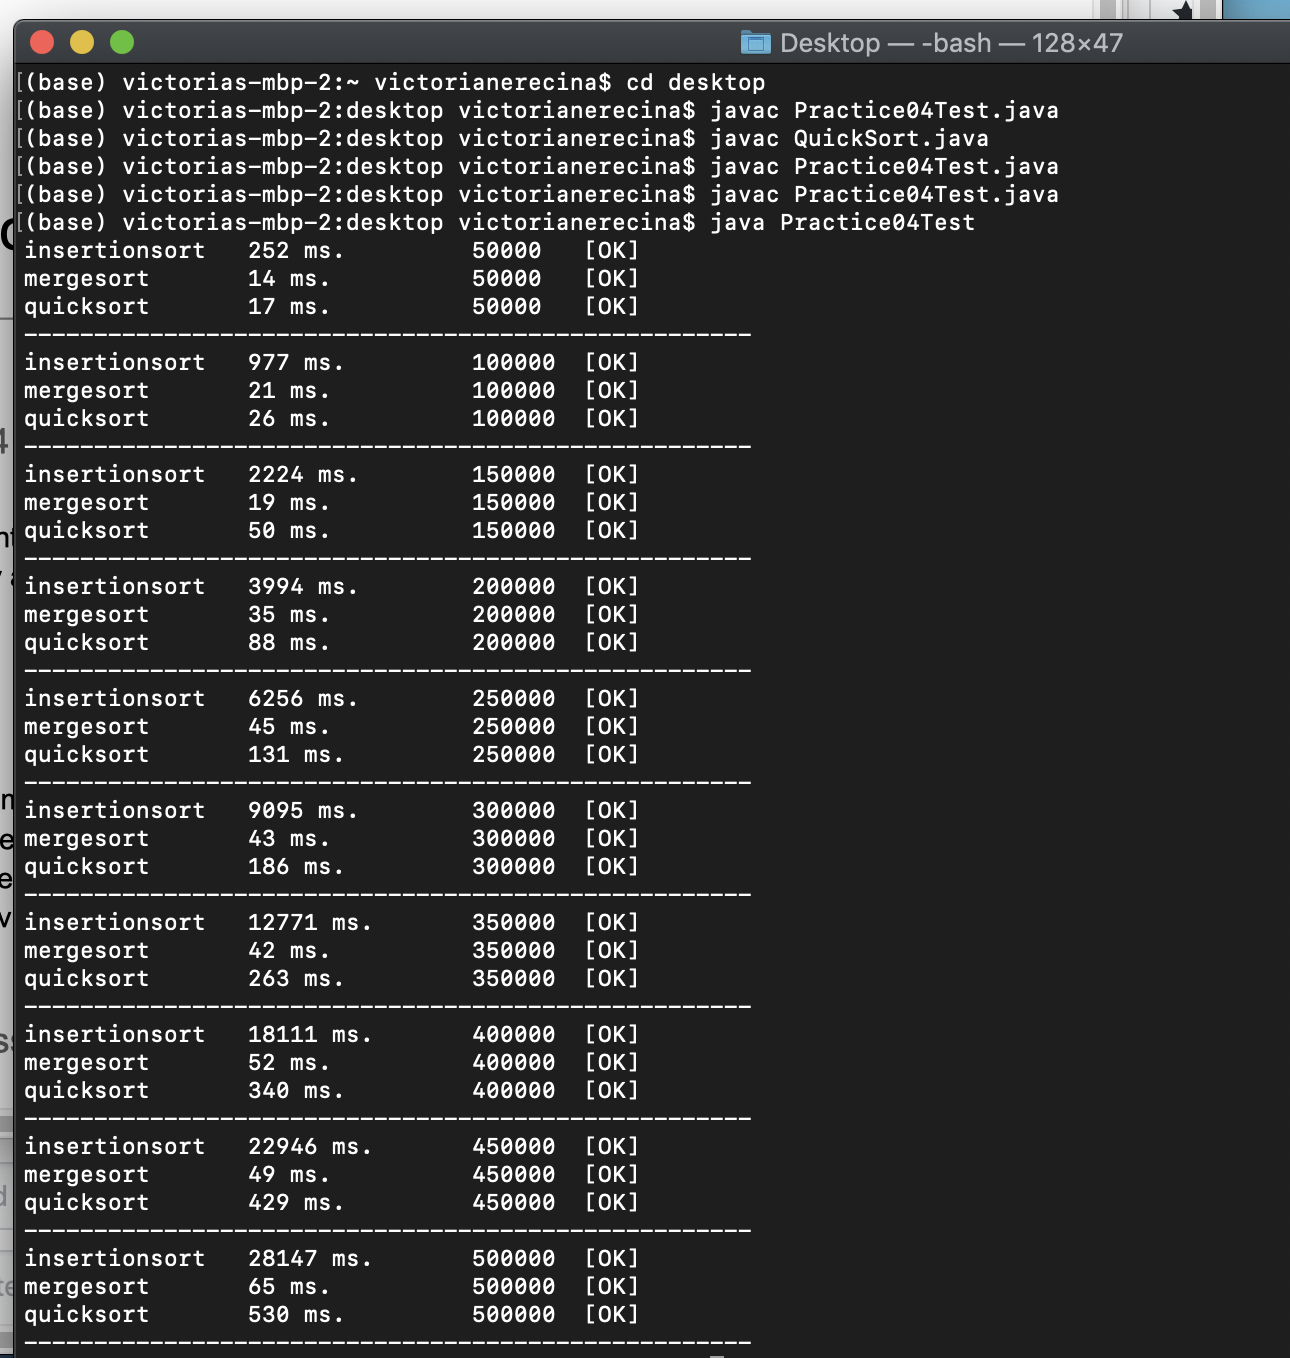 Desktop — -bash — 128×47
[(base) victorias-mbp-2:~ victorianerecina$ cd desktop
[(base) victorias-mbp-2:desktop victorianerecina$ javac Practice04Test.java
[(base) victorias-mbp-2:desktop victorianerecina$ javac QuickSort.java
[(base) victorias-mbp-2:desktop victorianerecina$ javac Practice04Test.java
[(base) victorias-mbp-2:desktop victorianerecina$ javac Practice04Test.java
[(base) victorias-mbp-2:desktop victorianerecina$ java Practice04Test
insertionsort 252 ms. 50000 [OK]
mergesort 14 ms. 50000 [OK]
quicksort 17 ms. 50000 [OK]
----------------------------------------------------
insertionsort 977 ms. 100000 [OK]
mergesort 21 ms. 100000 [OK]
quicksort 26 ms. 100000 [OK]
----------------------------------------------------
insertionsort 2224 ms. 150000 [OK]
mergesort 19 ms. 150000 [OK]
quicksort 50 ms. 150000 [OK]
----------------------------------------------------
insertionsort 3994 ms. 200000 [OK]
mergesort 35 ms. 200000 [OK]
quicksort 88 ms. 200000 [OK]
----------------------------------------------------
insertionsort 6256 ms. 250000 [OK]
mergesort 45 ms. 250000 [OK]
quicksort 131 ms. 250000 [OK]
----------------------------------------------------
insertionsort 9095 ms. 300000 [OK]
mergesort 43 ms. 300000 [OK]
quicksort 186 ms. 300000 [OK]
----------------------------------------------------
insertionsort 12771 ms. 350000 [OK]
mergesort 42 ms. 350000 [OK]
quicksort 263 ms. 350000 [OK]
----------------------------------------------------
insertionsort 18111 ms. 400000 [OK]
mergesort 52 ms. 400000 [OK]
quicksort 340 ms. 400000 [OK]
----------------------------------------------------
insertionsort 22946 ms. 450000 [OK]
mergesort 49 ms. 450000 [OK]
quicksort 429 ms. 450000 [OK]
----------------------------------------------------
insertionsort 28147 ms. 500000 [OK]
mergesort 65 ms. 500000 [OK]
quicksort 530 ms. 500000 [OK]
----------------------------------------------------